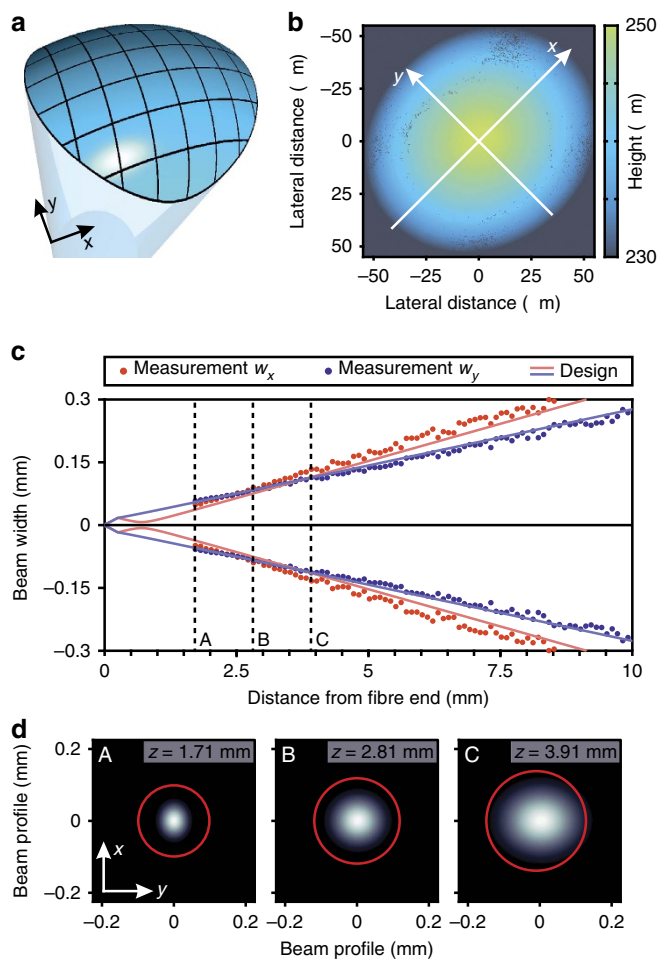 a
y
x
b
−50
−25
0
25
50
Lateral distance ( m)
−50
−25
0
25
50
Lateral distance ( m)
y
x
250
230
Height ( m)
c
Measurement wx
Measurement wy
Design
0.3
0.15
0
−0.15
−0.3
Beam width (mm)
A
B
C
0
2.5
5
7.5
10
Distance from fibre end (mm)
d
0.2
0
−0.2
Beam profile (mm)
A
z = 1.71 mm
x
y
B
z = 2.81 mm
C
z = 3.91 mm
−0.2
0
0.2
−0.2
0
0.2
−0.2
0
0.2
Beam profile (mm)